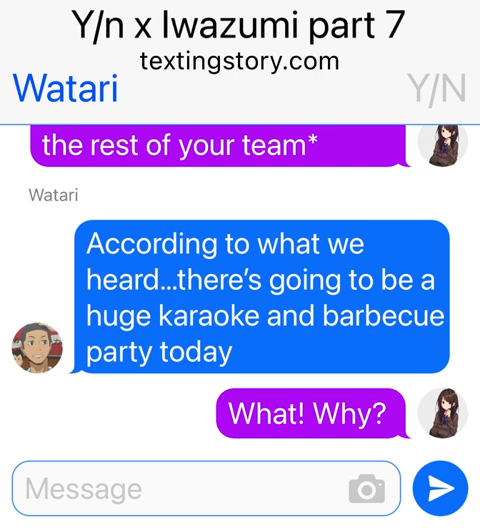 Y/n x Iwazumi part 7
textingstory.com
Watari
Y/N
the rest of your team*
Watari
According to what we
heard...there's going to be a
huge karaoke and barbecue
party today
What! Why?
Message